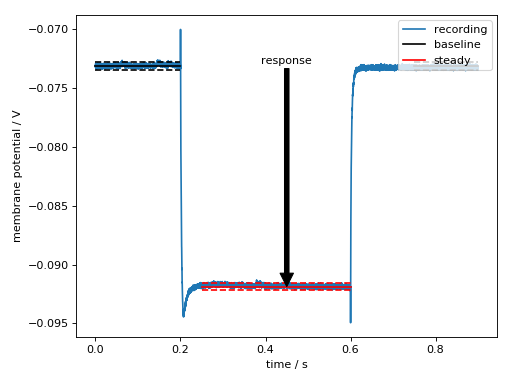 −0.070
−0.075
−0.080
−0.085
−0.090
−0.095
membrane potential / V
0.0
0.2
0.4
0.6
0.8
time / s
response
recording
baseline
steady